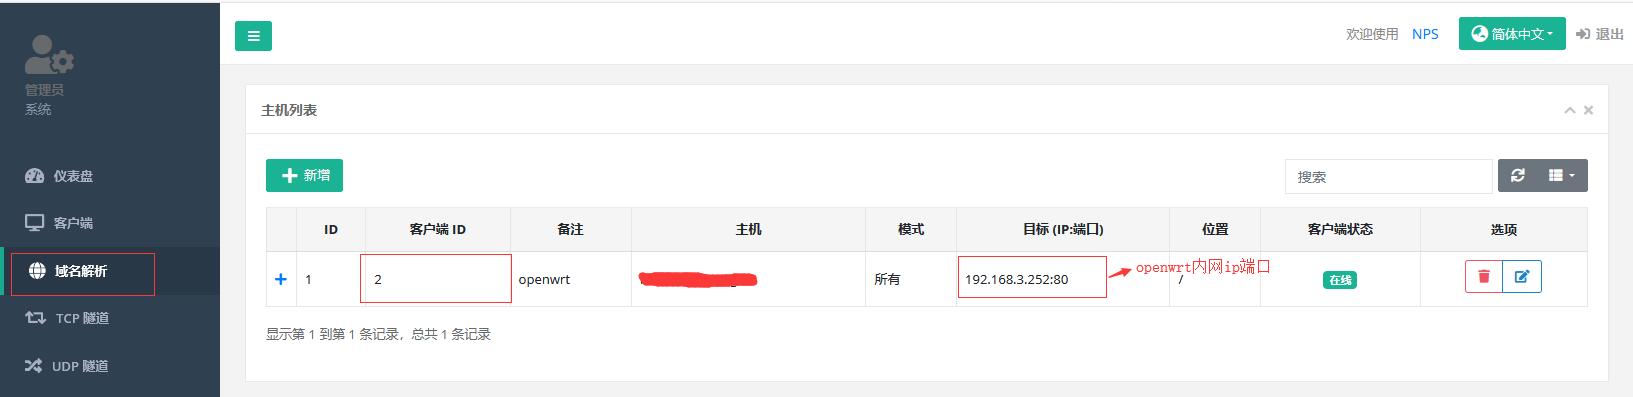 欢迎使用 NPS 简体中文 退出
管理员
系统
仪表盘
客户端
域名解析
TCP 隧道
UDP 隧道
主机列表
新增
搜索
ID 客户端 ID 备注 主机 模式 目标 (IP:端口) 位置 客户端状态 选项
1 2 openwrt 所有 192.168.3.252:80 / 在线
openwrt内网ip端口
显示第 1 到第 1 条记录，总共 1 条记录